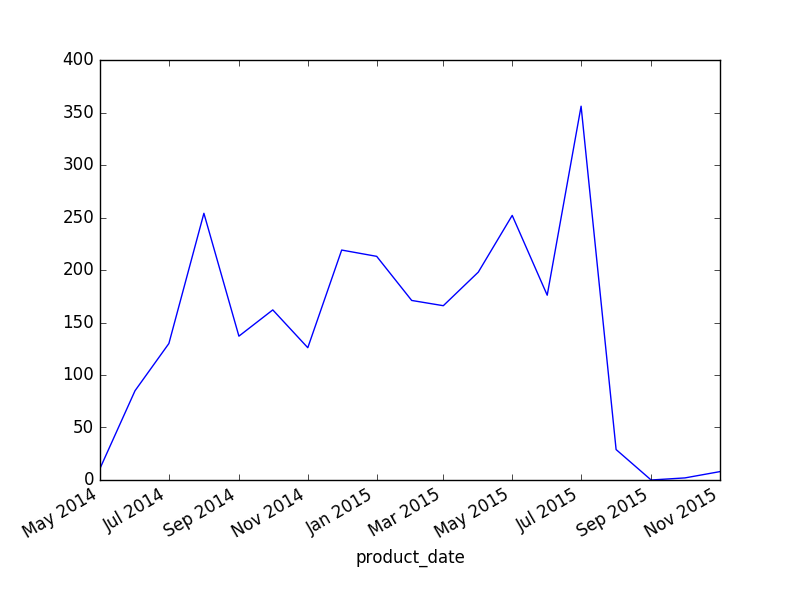 400
350
300
250
200
150
100
50
0
May 2014
Jul 2014
Sep 2014
Nov 2014
Jan 2015
Mar 2015
May 2015
Jul 2015
Sep 2015
Nov 2015
product_date